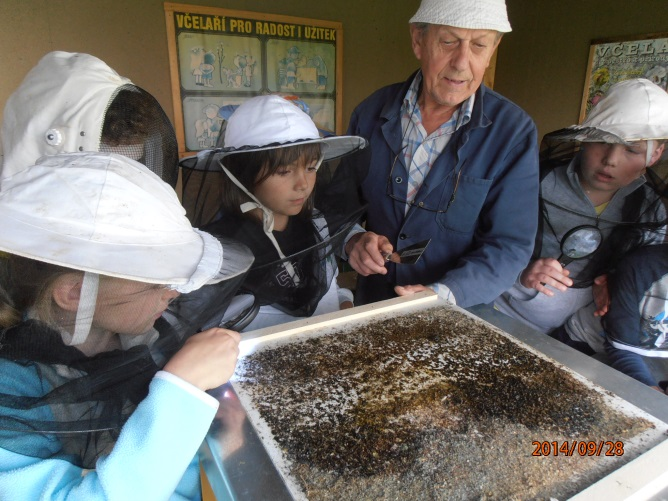 VČELAŘI PRO RADOST I UŽITEK
VČELA
2014/09/28